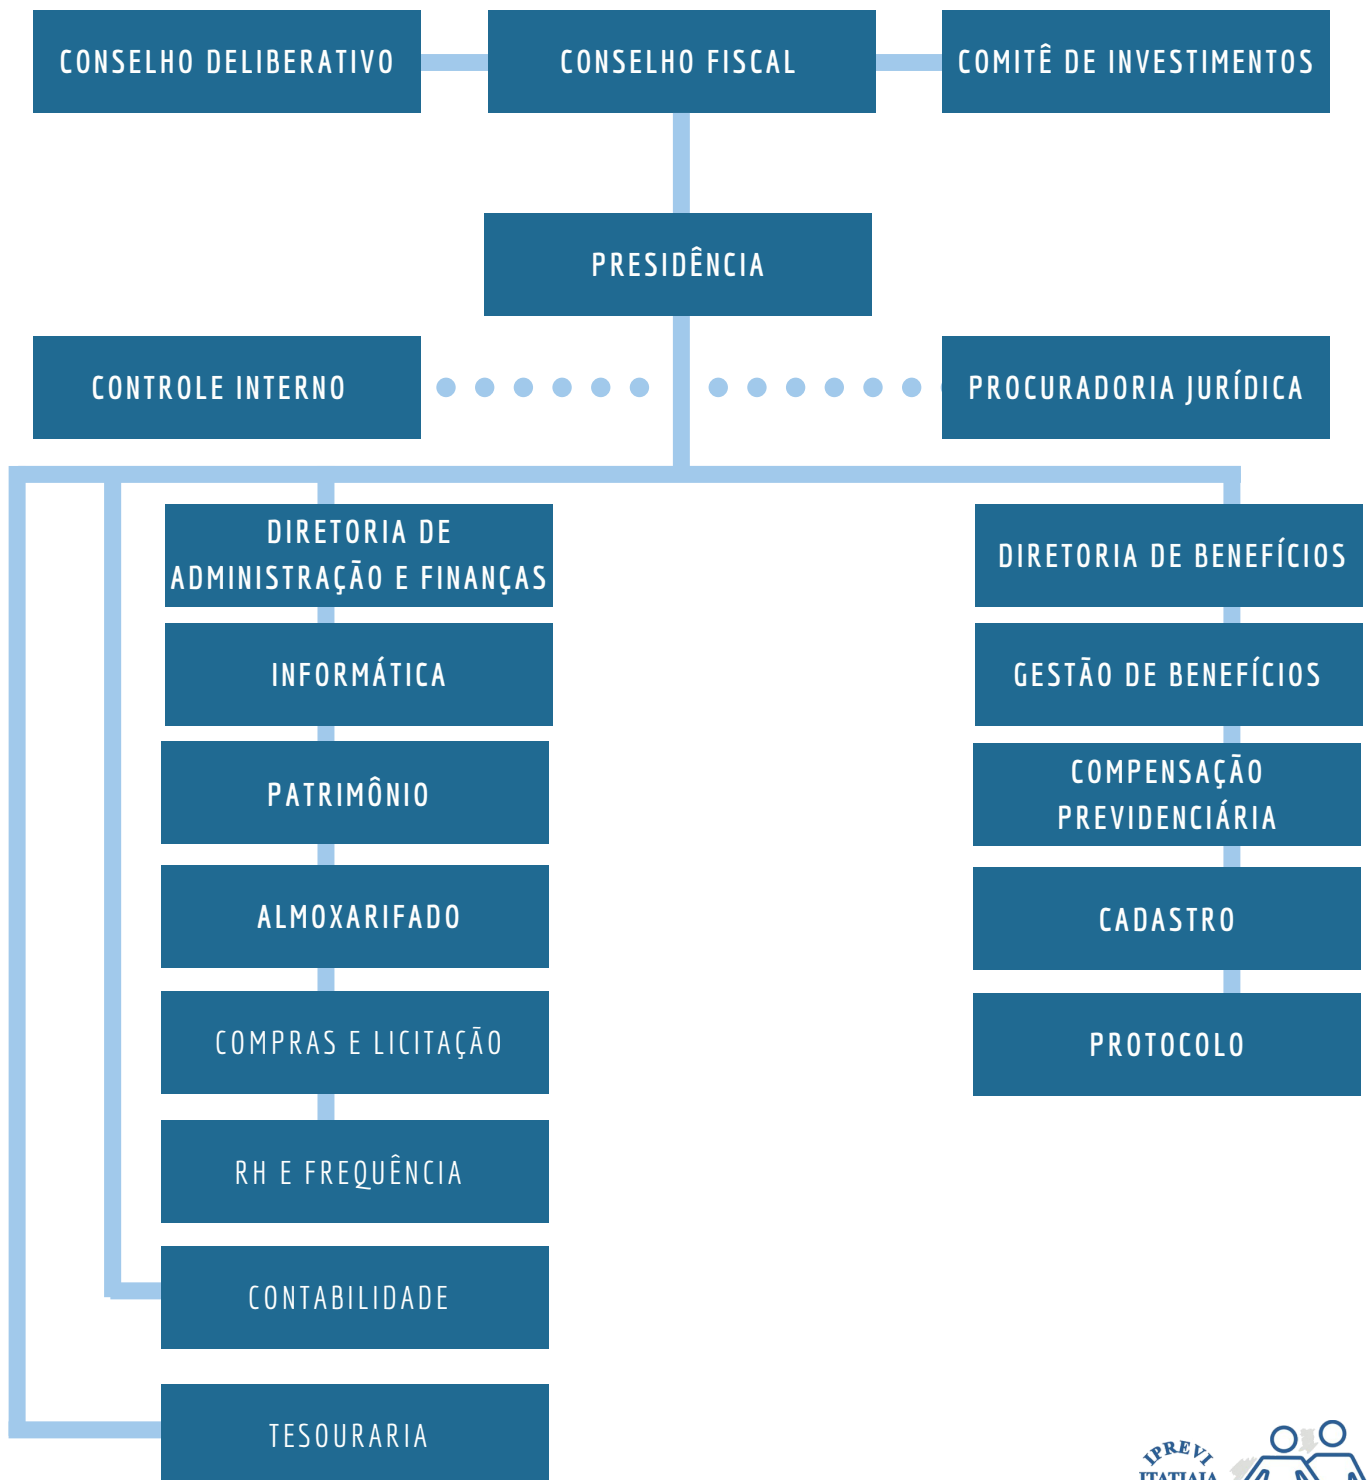 CONSELHO DELIBERATIVO
CONSELHO FISCAL
COMITÊ DE INVESTIMENTOS
PRESIDÊNCIA
CONTROLE INTERNO
PROCURADORIA JURÍDICA
DIRETORIA DE
ADMINISTRAÇÃO E FINANÇAS
INFORMÁTICA
PATRIMÔNIO
ALMOXARIFADO
COMPRAS E LICITAÇÃO
RH E FREQUÊNCIA
CONTABILIDADE
TESOURARIA
DIRETORIA DE BENEFÍCIOS
GESTÃO DE BENEFÍCIOS
COMPENSAÇÃO
PREVIDENCIÁRIA
CADASTRO
PROTOCOLO
IPREVI
ITATIAIA